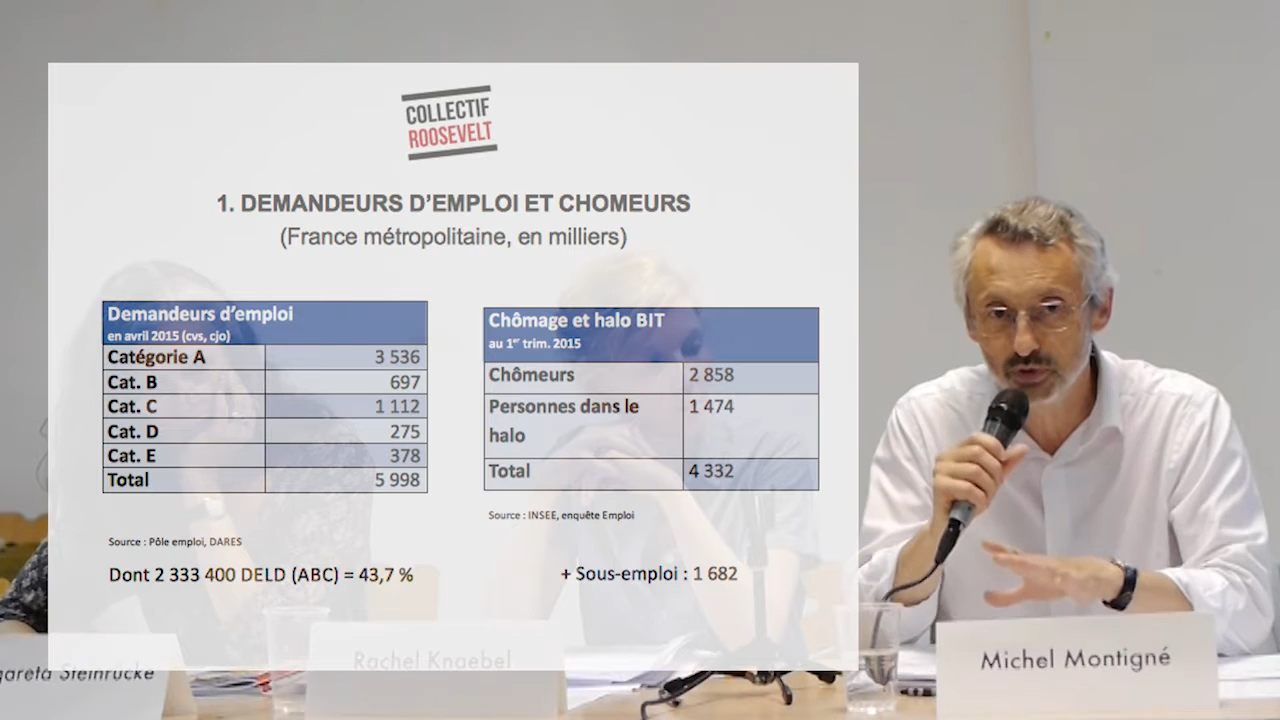 COLLECTIF
ROOSEVELT
1. DEMANDEURS D'EMPLOI ET CHOMEURS
(France métropolitaine, en milliers)
Demandeurs d'emploi
en avril 2015 (cvs, cjo)
Catégorie A 3 536
Cat. B 697
Cat. C 1 112
Cat. D 275
Cat. E 378
Total 5 998
Source : Pôle emploi, DARES
Dont 2 333 400 DELD (ABC) = 43,7 %
Chômage et halo BIT
au 1er trim. 2015
Chômeurs 2 858
Personnes dans le 1 474
halo
Total 4 332
Source : INSEE, enquête Emploi
+ Sous-emploi : 1 682
gareta Steinrücke
Rachel Knaebel
Michel Montigné